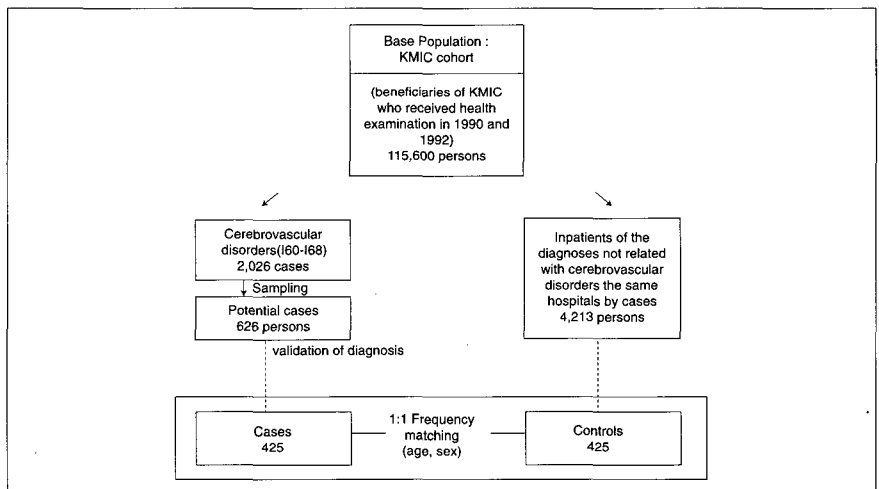 Base Population :
KMIC cohort
(beneficiaries of KMIC
who received health
examination in 1990 and
1992)
115,600 persons
Cerebrovascular
disorders(I60-I68)
2,026 cases
Sampling
Potential cases
626 persons
validation of diagnosis
Inpatients of the
diagnoses not related
with cerebrovascular
disorders the same
hospitals by cases
4,213 persons
Cases
425
1:1 Frequency
matching
(age, sex)
Controls
425